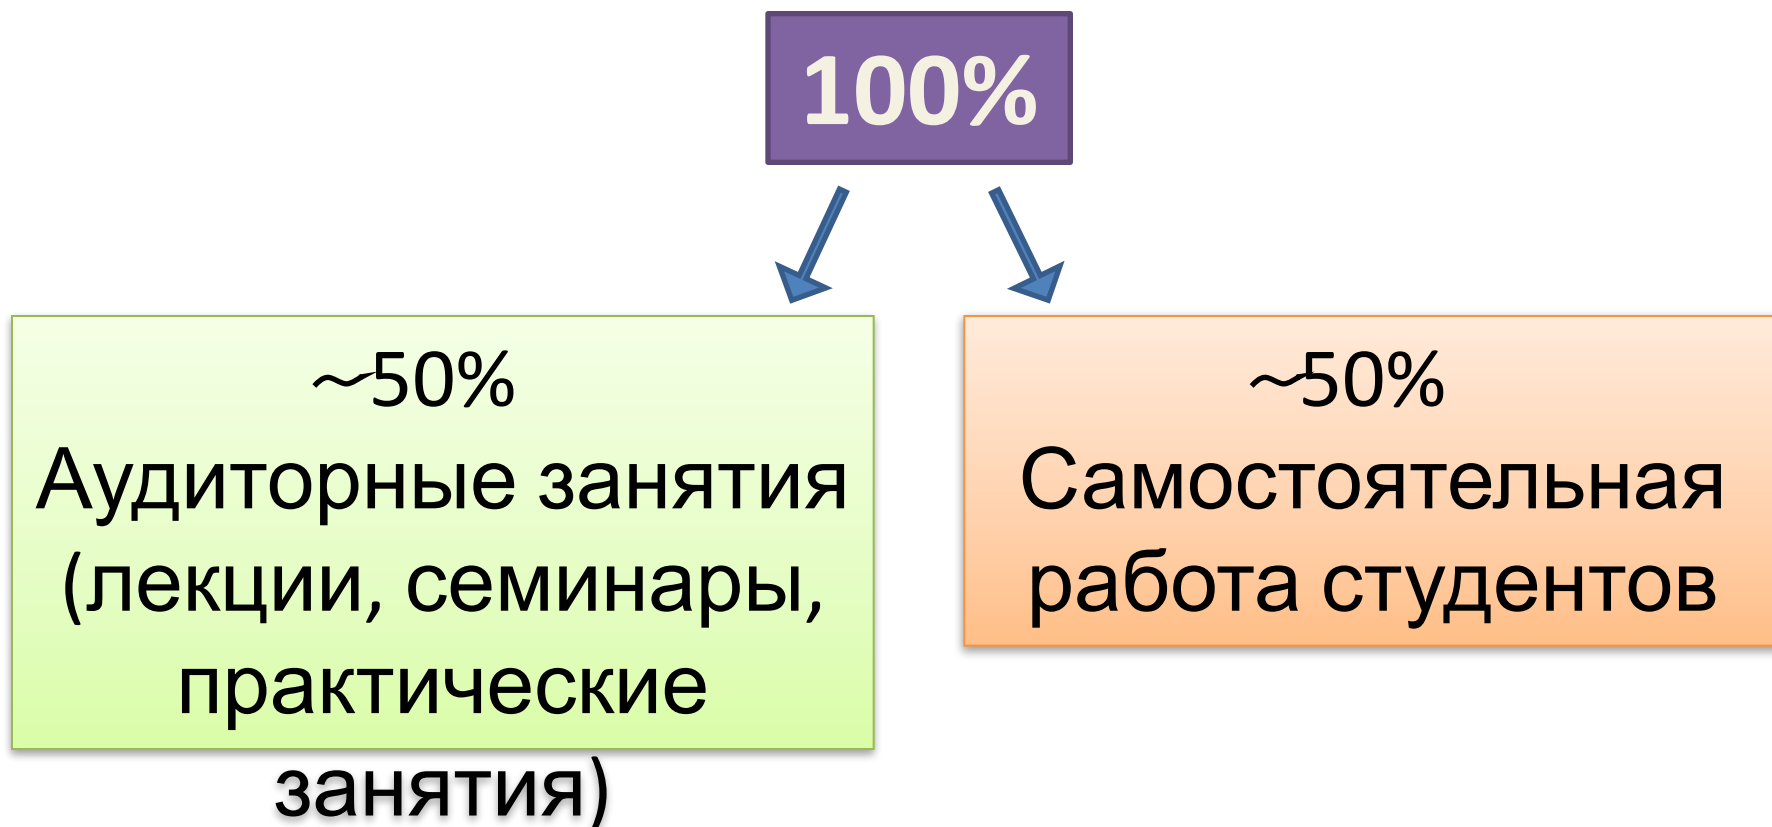 100%
~50%
Аудиторные занятия
(лекции, семинары,
практические
занятия)
~50%
Самостоятельная
работа студентов